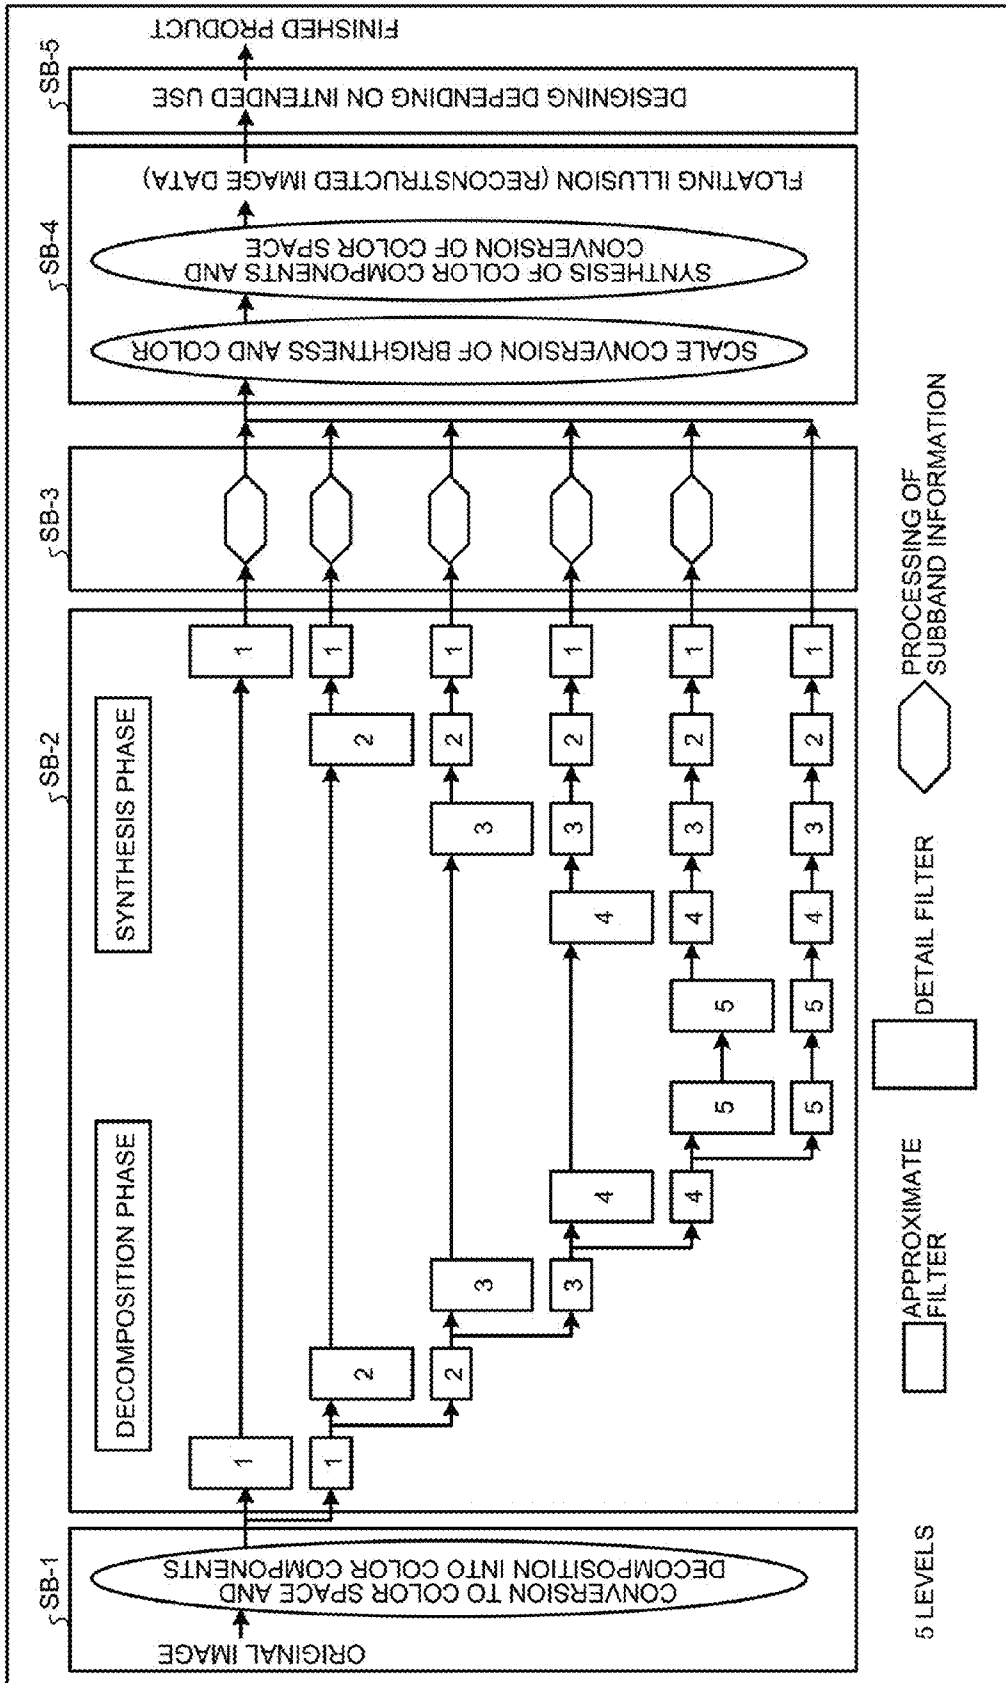 SB-1
ORIGINAL IMAGE
CONVERSION TO COLOR SPACE AND
DECOMPOSITION INTO COLOR COMPONENTS
SB-2
DECOMPOSITION PHASE
SYNTHESIS PHASE
1
1
1
2
2
1
2
3
3
2
1
3
4
4
3
2
1
4
5
5
4
3
2
1
5
5
4
3
2
1
SB-3
SB-4
SCALE CONVERSION OF BRIGHTNESS AND COLOR
SYNTHESIS OF COLOR COMPONENTS AND
CONVERSION OF COLOR SPACE
FLOATING ILLUSION (RECONSTRUCTED IMAGE DATA)
SB-5
DESIGNING DEPENDING ON INTENDED USE
FINISHED PRODUCT
5 LEVELS
APPROXIMATE
FILTER
DETAIL FILTER
PROCESSING OF
SUBBAND INFORMATION